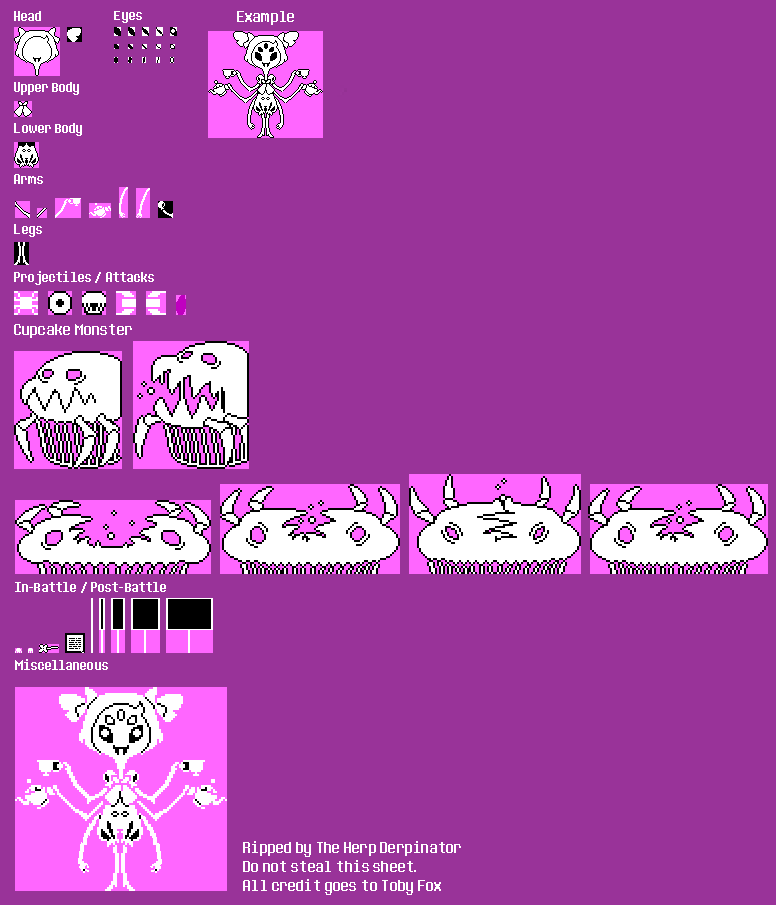 Head
Eyes
Example
Upper Body
Lower Body
Arms
Legs
Projectiles / Attacks
Cupcake Monster
In-Battle / Post-Battle
Miscellaneous
Ripped by The Herp Derpinator
Do not steal this sheet.
All credit goes to Toby Fox